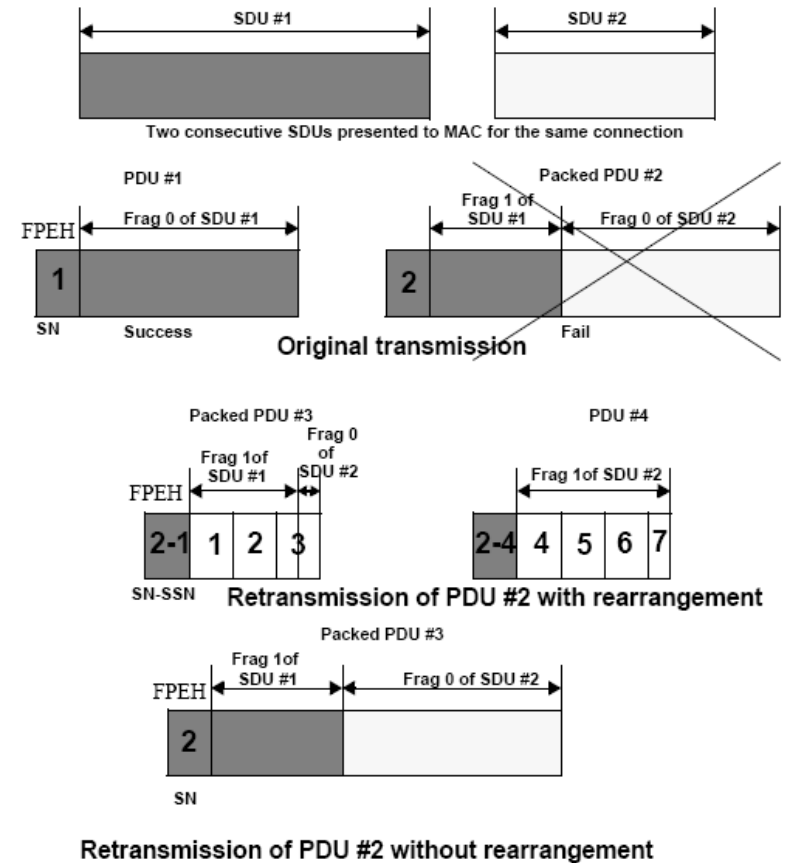 SDU #1
SDU #2
Two consecutive SDUs presented to MAC for the same connection
PDU #1
Packed PDU #2
FPEH
Frag 0 of SDU #1
Frag 1 of
SDU #1
Frag 0 of SDU #2
1
2
SN
Success
Fail
Original transmission
Packed PDU #3
PDU #4
FPEH
Frag 1of
SDU #1
Frag 0
of
SDU #2
Frag 1of SDU #2
2-1
1
2
3
2-4
4
5
6
7
SN-SSN
Retransmission of PDU #2 with rearrangement
Packed PDU #3
FPEH
Frag 1of
SDU #1
Frag 0 of SDU #2
2
SN
Retransmission of PDU #2 without rearrangement